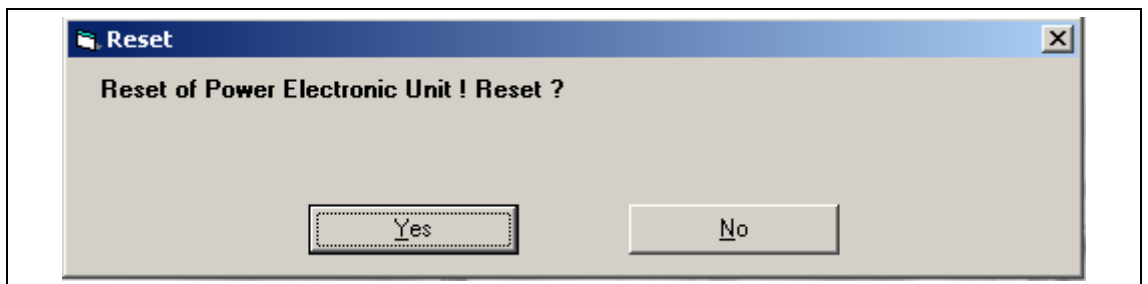 Reset
Reset of Power Electronic Unit ! Reset ?
Yes No